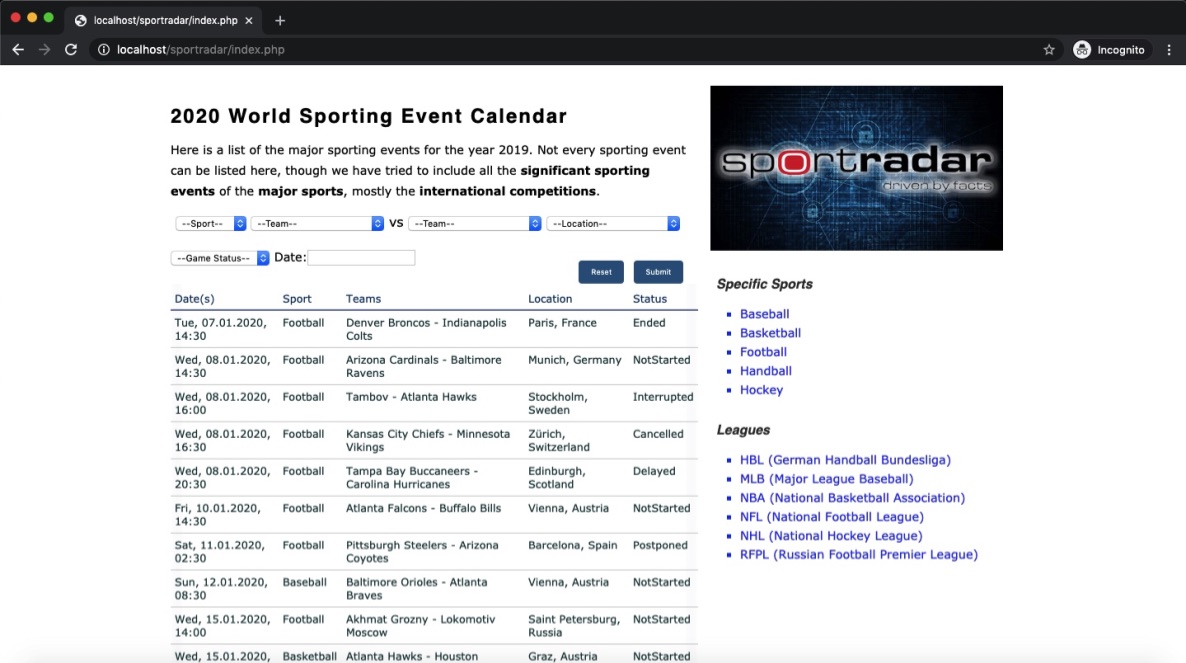 localhost/sportradar/index.php
localhost/sportradar/index.php
Incognito
2020 World Sporting Event Calendar
Here is a list of the major sporting events for the year 2019. Not every sporting event
can be listed here, though we have tried to include all the significant sporting
events of the major sports, mostly the international competitions.
--Sport-- --Team-- VS --Team-- --Location--
--Game Status-- Date:
Reset Submit
Date(s) Sport Teams Location Status
Tue, 07.01.2020, Football Denver Broncos - Indianapolis Paris, France Ended
14:30 Colts
Wed, 08.01.2020, Football Arizona Cardinals - Baltimore Munich, Germany NotStarted
14:30 Ravens
Wed, 08.01.2020, Football Tambov - Atlanta Hawks Stockholm, Interrupted
16:00 Sweden
Wed, 08.01.2020, Football Kansas City Chiefs - Minnesota Zürich, Cancelled
16:30 Vikings Switzerland
Wed, 08.01.2020, Football Tampa Bay Buccaneers - Edinburgh, Delayed
20:30 Carolina Hurricanes Scotland
Fri, 10.01.2020, Football Atlanta Falcons - Buffalo Bills Vienna, Austria NotStarted
14:30
Sat, 11.01.2020, Football Pittsburgh Steelers - Arizona Barcelona, Spain Postponed
02:30 Coyotes
Sun, 12.01.2020, Baseball Baltimore Orioles - Atlanta Vienna, Austria NotStarted
08:30 Braves
Wed, 15.01.2020, Football Akhmat Grozny - Lokomotiv Saint Petersburg, NotStarted
14:00 Moscow Russia
Wed, 15.01.2020, Basketball Atlanta Hawks - Houston Graz, Austria NotStarted
sportradar
driven by facts
Specific Sports
Baseball
Basketball
Football
Handball
Hockey
Leagues
HBL (German Handball Bundesliga)
MLB (Major League Baseball)
NBA (National Basketball Association)
NFL (National Football League)
NHL (National Hockey League)
RFPL (Russian Football Premier League)